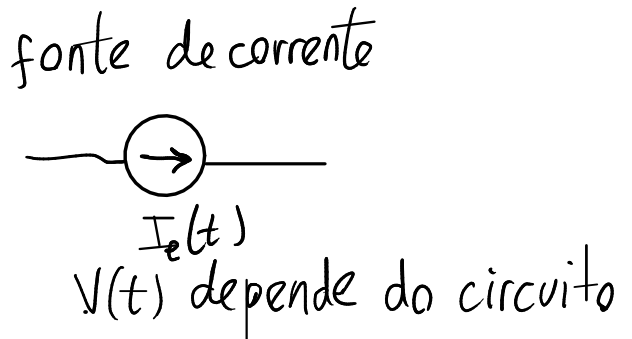 fonte de corrente
Ie(t)
V(t) depende do circuito